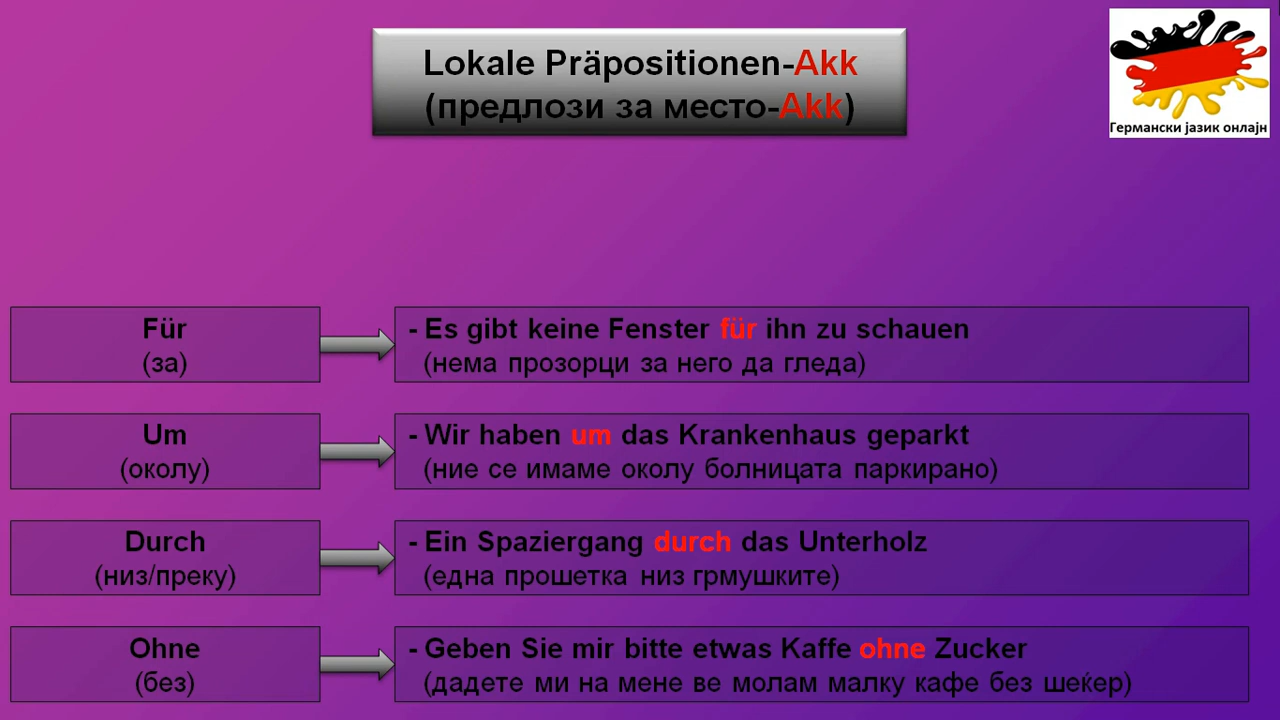 Lokale Präpositionen-Akk
(предлози за место-Akk)
Германски јазик онлајн
Für
(за)
- Es gibt keine Fenster für ihn zu schauen
(нема прозорци за него да гледа)
Um
(околу)
- Wir haben um das Krankenhaus geparkt
(ние се имаме околу болницата паркирано)
Durch
(низ/преку)
- Ein Spaziergang durch das Unterholz
(една прошетка низ грмушките)
Ohne
(без)
- Geben Sie mir bitte etwas Kaffe ohne Zucker
(дадете ми на мене ве молам малку кафе без шеќер)